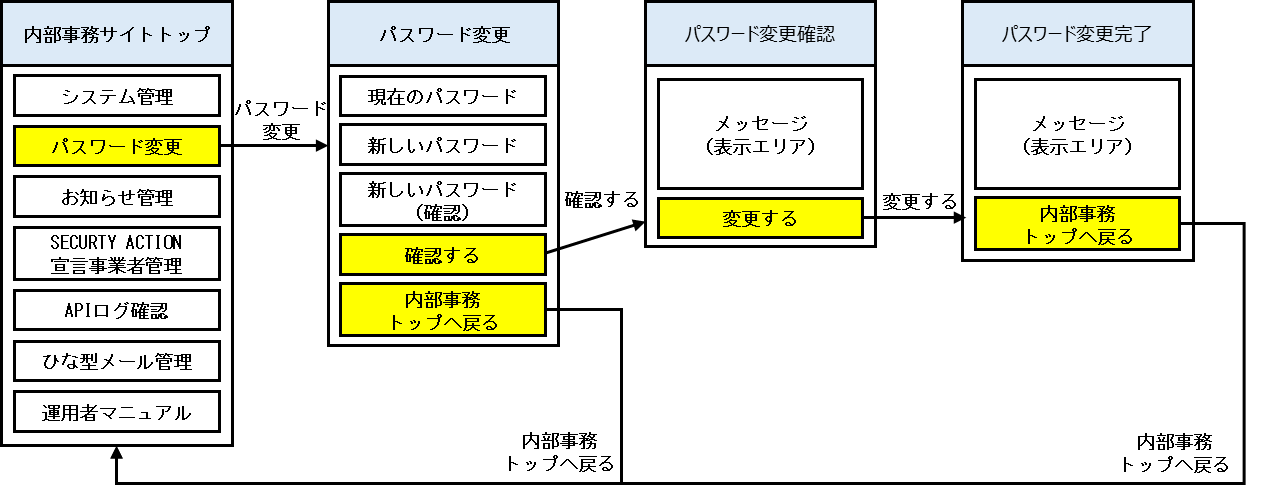 内部事務サイトトップ
システム管理
パスワード変更
お知らせ管理
SECURTY ACTION
宣言事業者管理
APIログ確認
ひな型メール管理
運用者マニュアル
パスワード
変更
パスワード変更
現在のパスワード
新しいパスワード
新しいパスワード
（確認）
確認する
内部事務
トップへ戻る
確認する
パスワード変更確認
メッセージ
（表示エリア）
変更する
変更する
パスワード変更完了
メッセージ
（表示エリア）
内部事務
トップへ戻る
内部事務
トップへ戻る
内部事務
トップへ戻る